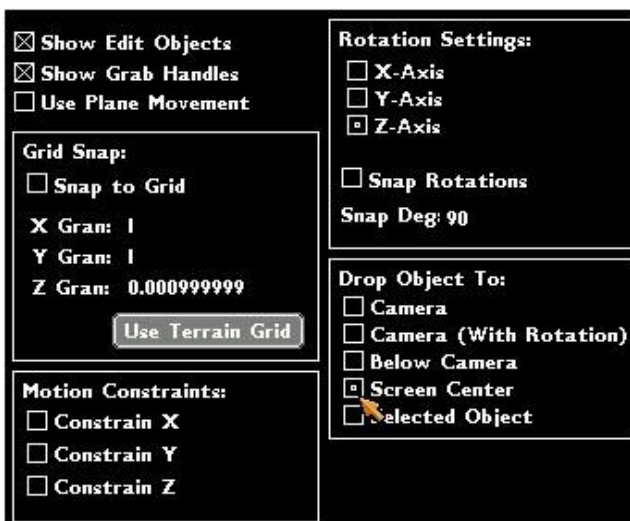 Show Edit Objects
Show Grab Handles
Use Plane Movement
Grid Snap:
Snap to Grid
X Gran: 1
Y Gran: 1
Z Gran: 0.000999999
Use Terrain Grid
Motion Constraints:
Constrain X
Constrain Y
Constrain Z
Rotation Settings:
X-Axis
Y-Axis
Z-Axis
Snap Rotations
Snap Deg: 90
Drop Object To:
Camera
Camera (With Rotation)
Below Camera
Screen Center
Selected Object